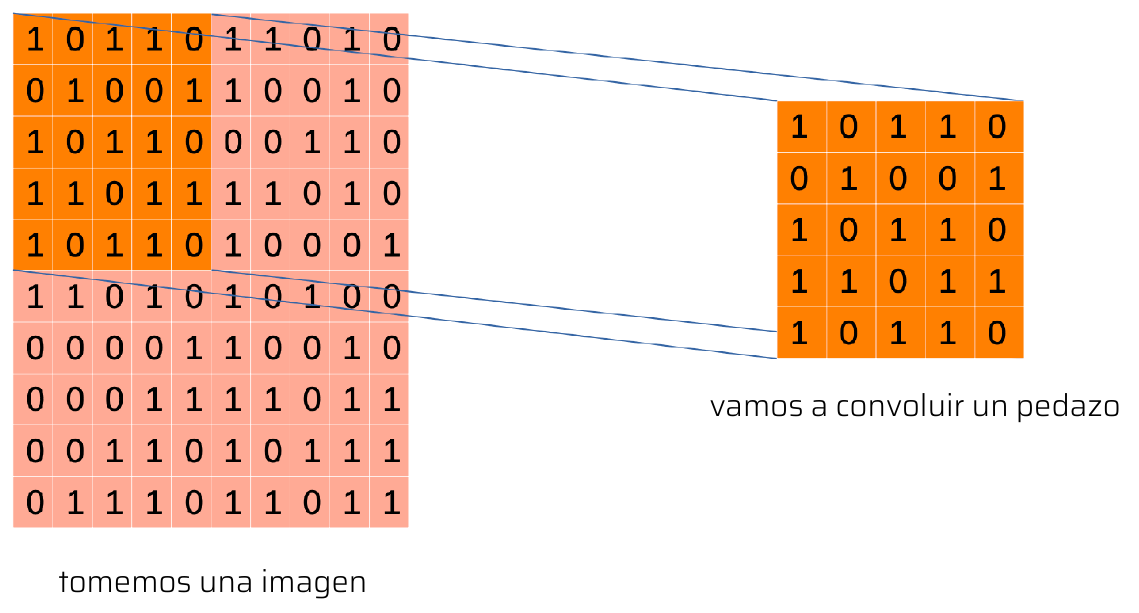 1 0 1 1 0 1 1 0 1 0
0 1 0 0 1 1 0 0 1 0
1 0 1 1 0 0 0 1 1 0
1 1 0 1 1 1 1 0 1 0
1 0 1 1 0 1 0 0 0 1
1 1 0 1 0 1 0 1 0 0
0 0 0 0 1 1 0 0 1 0
0 0 0 1 1 1 1 0 1 1
0 0 1 1 0 1 0 1 1 1
0 1 1 1 0 1 1 0 1 1
tomemos una imagen
1 0 1 1 0
0 1 0 0 1
1 0 1 1 0
1 1 0 1 1
1 0 1 1 0
vamos a convoluir un pedazo